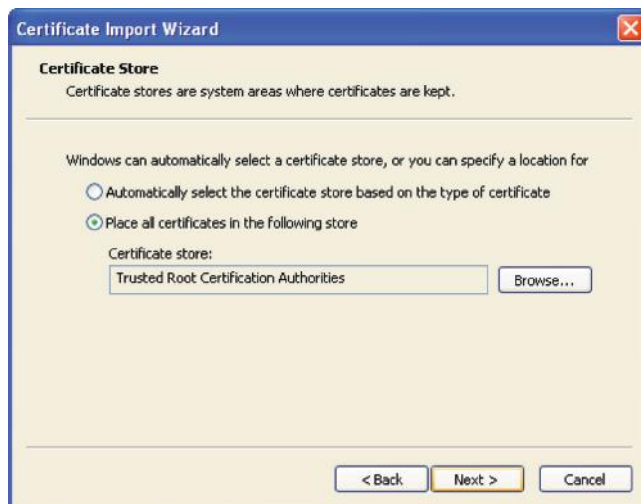 Certificate Import Wizard
Certificate Store
Certificate stores are system areas where certificates are kept.
Windows can automatically select a certificate store, or you can specify a location for
Automatically select the certificate store based on the type of certificate
Place all certificates in the following store
Certificate store:
Trusted Root Certification Authorities
Browse...
< Back
Next >
Cancel